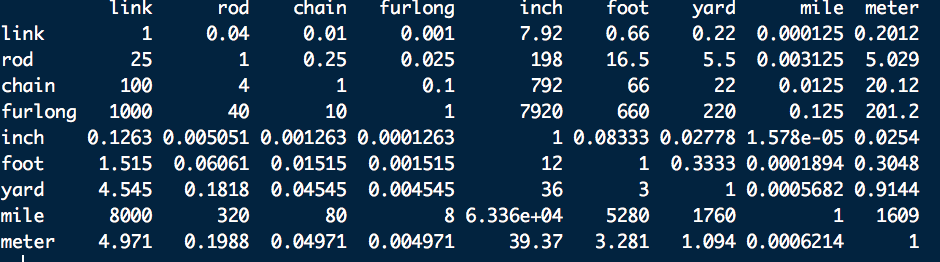 link rod chain furlong inch foot yard mile meter
link 1 0.04 0.01 0.001 7.92 0.66 0.22 0.000125 0.2012
rod 25 1 0.25 0.025 198 16.5 5.5 0.003125 5.029
chain 100 4 1 0.1 792 66 22 0.0125 20.12
furlong 1000 40 10 1 7920 660 220 0.125 201.2
inch 0.1263 0.005051 0.001263 0.0001263 1 0.08333 0.02778 1.578e-05 0.0254
foot 1.515 0.06061 0.01515 0.001515 12 1 0.3333 0.0001894 0.3048
yard 4.545 0.1818 0.04545 0.004545 36 3 1 0.0005682 0.9144
mile 8000 320 80 8 6.336e+04 5280 1760 1 1609
meter 4.971 0.1988 0.04971 0.004971 39.37 3.281 1.094 0.0006214 1